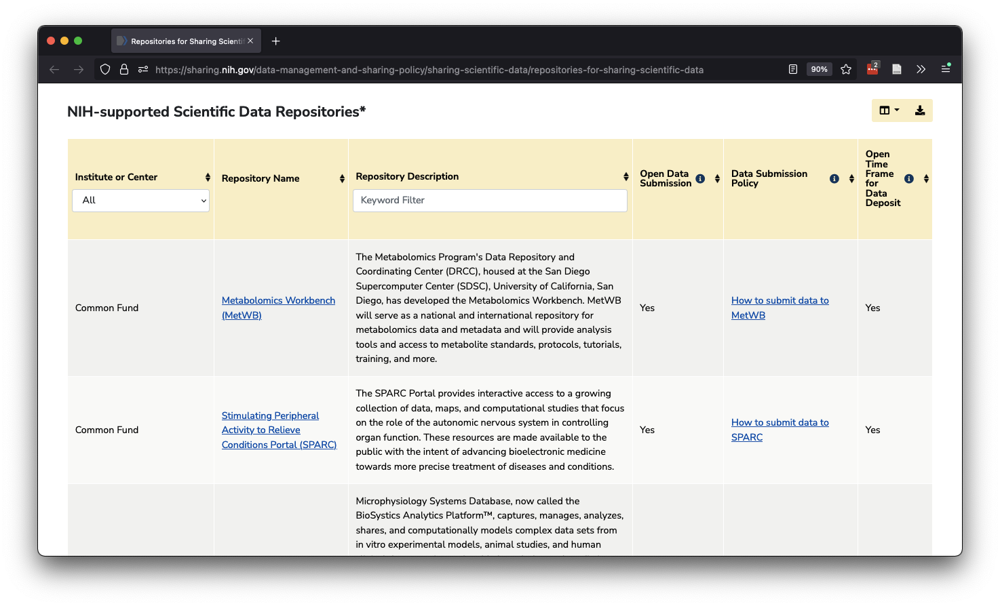 Repositories for Sharing Scientif
https://sharing.nih.gov/data-management-and-sharing-policy/sharing-scientific-data/repositories-for-sharing-scientific-data
90%
2
NIH-supported Scientific Data Repositories*
Institute or Center
All
Repository Name
Repository Description
Keyword Filter
Open Data
Submission
Data Submission
Policy
Open
Time
Frame
for
Data
Deposit
Common Fund
Metabolomics Workbench
(MetWB)
The Metabolomics Program's Data Repository and
Coordinating Center (DRCC), housed at the San Diego
Supercomputer Center (SDSC), University of California, San
Diego, has developed the Metabolomics Workbench. MetWB
will serve as a national and international repository for
metabolomics data and metadata and will provide analysis
tools and access to metabolite standards, protocols, tutorials,
training, and more.
Yes
How to submit data to
MetWB
Yes
Common Fund
Stimulating Peripheral
Activity to Relieve
Conditions Portal (SPARC)
The SPARC Portal provides interactive access to a growing
collection of data, maps, and computational studies that focus
on the role of the autonomic nervous system in controlling
organ function. These resources are made available to the
public with the intent of advancing bioelectronic medicine
towards more precise treatment of diseases and conditions.
Yes
How to submit data to
SPARC
Yes
Microphysiology Systems Database, now called the
BioSystics Analytics Platform™, captures, manages, analyzes,
shares, and computationally models complex data sets from
in vitro experimental models, animal studies, and human